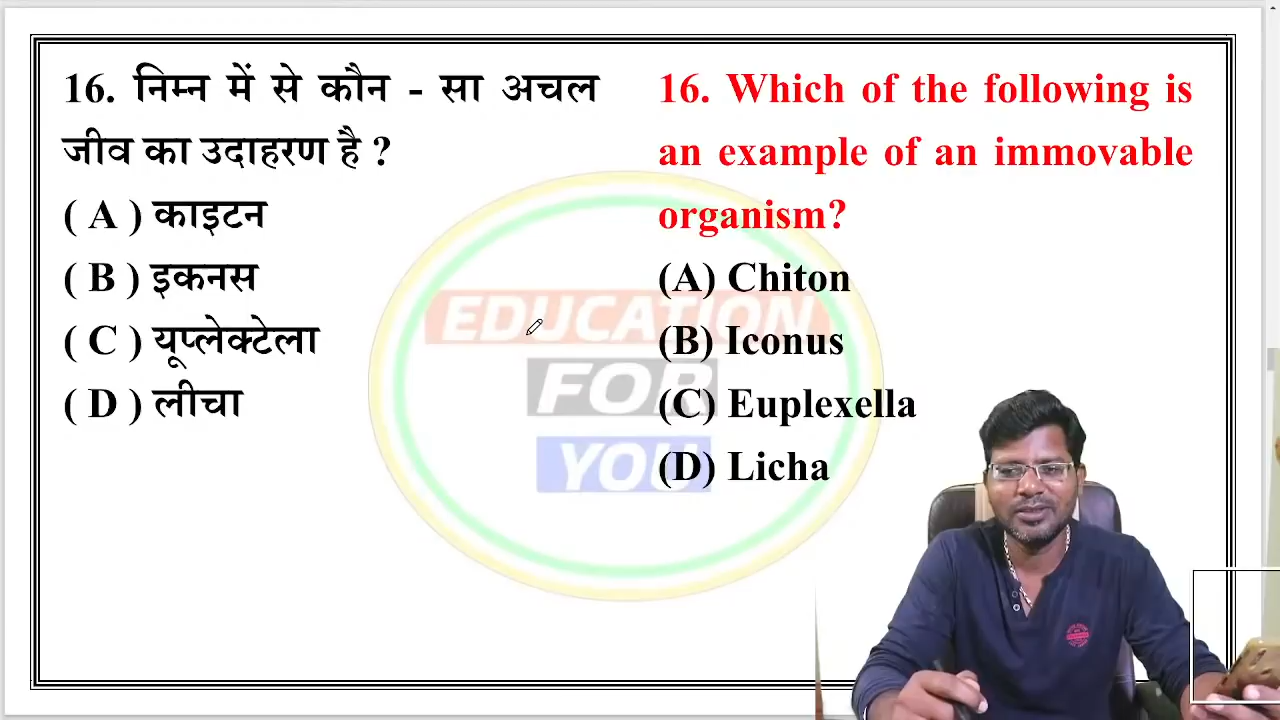 16. निम्न में से कौन - सा अचल
जीव का उदाहरण है ?
( A ) काइटन
( B ) इकनस
( C ) यूप्लेक्टेला
( D ) लीचा
16. Which of the following is
an example of an immovable
organism?
(A) Chiton
(B) Iconus
(C) Euplexella
(D) Licha
EDUCATION
FOR
YOU